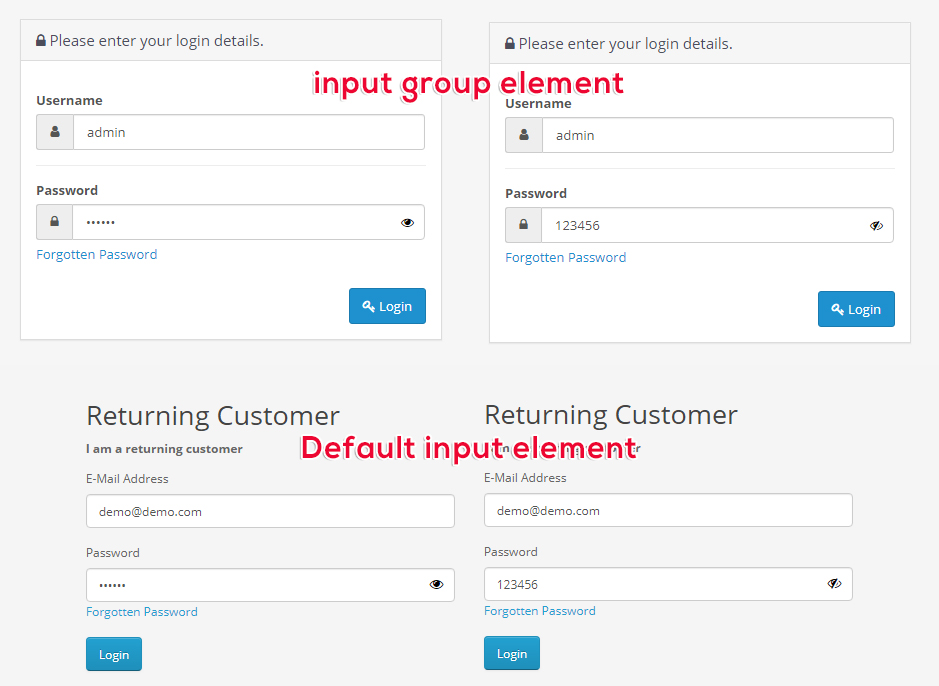 Please enter your login details.
Username
admin
Password
••••••
Forgotten Password
Login
input group element
Please enter your login details.
Username
admin
Password
123456
Forgotten Password
Login
Returning Customer
I am a returning customer
E-Mail Address
demo@demo.com
Password
••••••
Forgotten Password
Login
Default input element
Returning Customer
E-Mail Address
demo@demo.com
Password
123456
Forgotten Password
Login